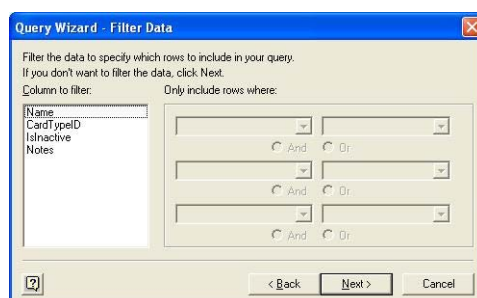 Query Wizard - Filter Data
Filter the data to specify which rows to include in your query.
If you don't want to filter the data, click Next.
Column to filter:
Only include rows where:
Name
CardTypeID
IsInactive
Notes
And Or
And Or
And Or
?
< Back Next > Cancel